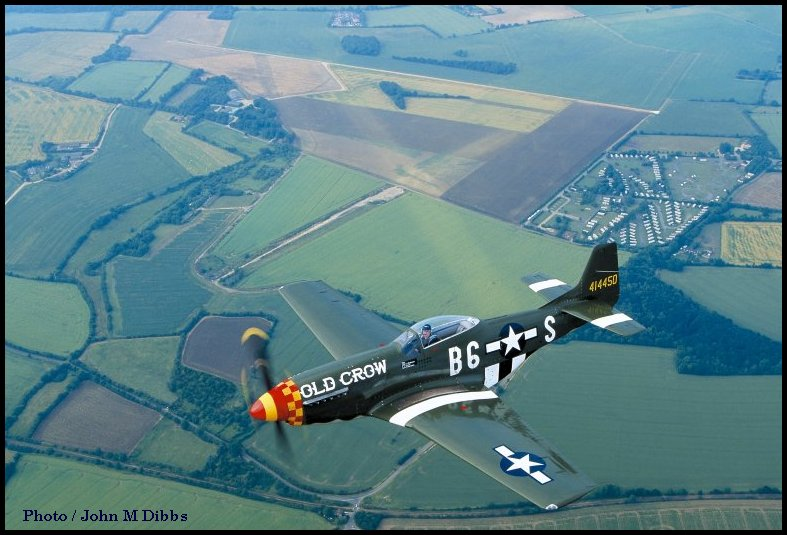 414450
OLD CROW B6 S
Photo / John M Dibbs